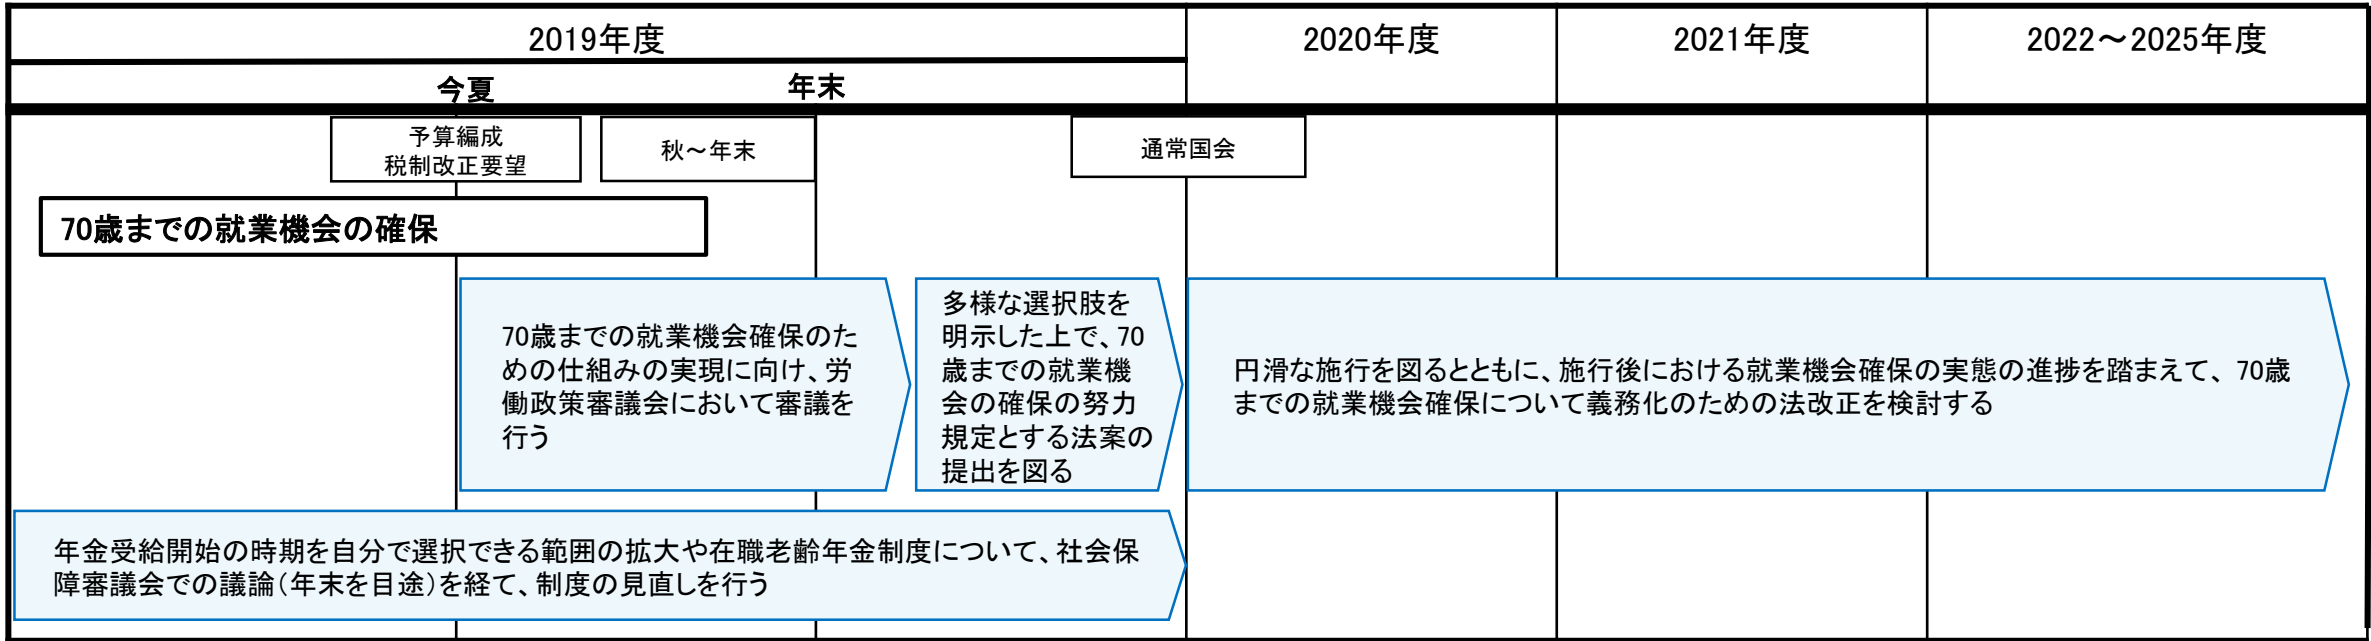 2019年度
2020年度
2021年度
2022～2025年度
今夏
年末
予算編成
税制改正要望
秋～年末
通常国会
70歳までの就業機会の確保
70歳までの就業機会確保のた
めの仕組みの実現に向け、労
働政策審議会において審議を
行う
多様な選択肢を
明示した上で、70
歳までの就業機
会の確保の努力
規定とする法案の
提出を図る
円滑な施行を図るとともに、施行後における就業機会確保の実態の進捗を踏まえて、70歳
までの就業機会確保について義務化のための法改正を検討する
年金受給開始の時期を自分で選択できる範囲の拡大や在職老齢年金制度について、社会保
障審議会での議論（年末を目途）を経て、制度の見直しを行う